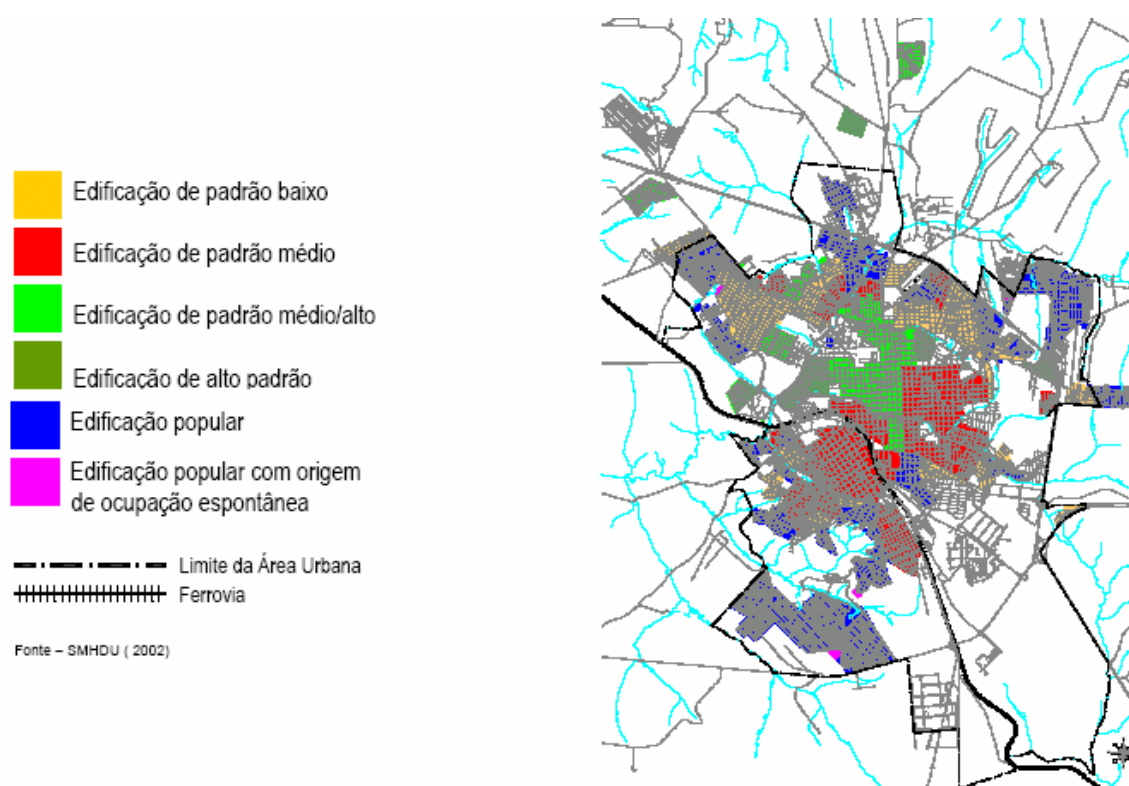 Edificação de padrão baixo
Edificação de padrão médio
Edificação de padrão médio/alto
Edificação de alto padrão
Edificação popular
Edificação popular com origem
de ocupação espontânea
Limite da Área Urbana
Ferrovia
Fonte – SMHDU ( 2002)